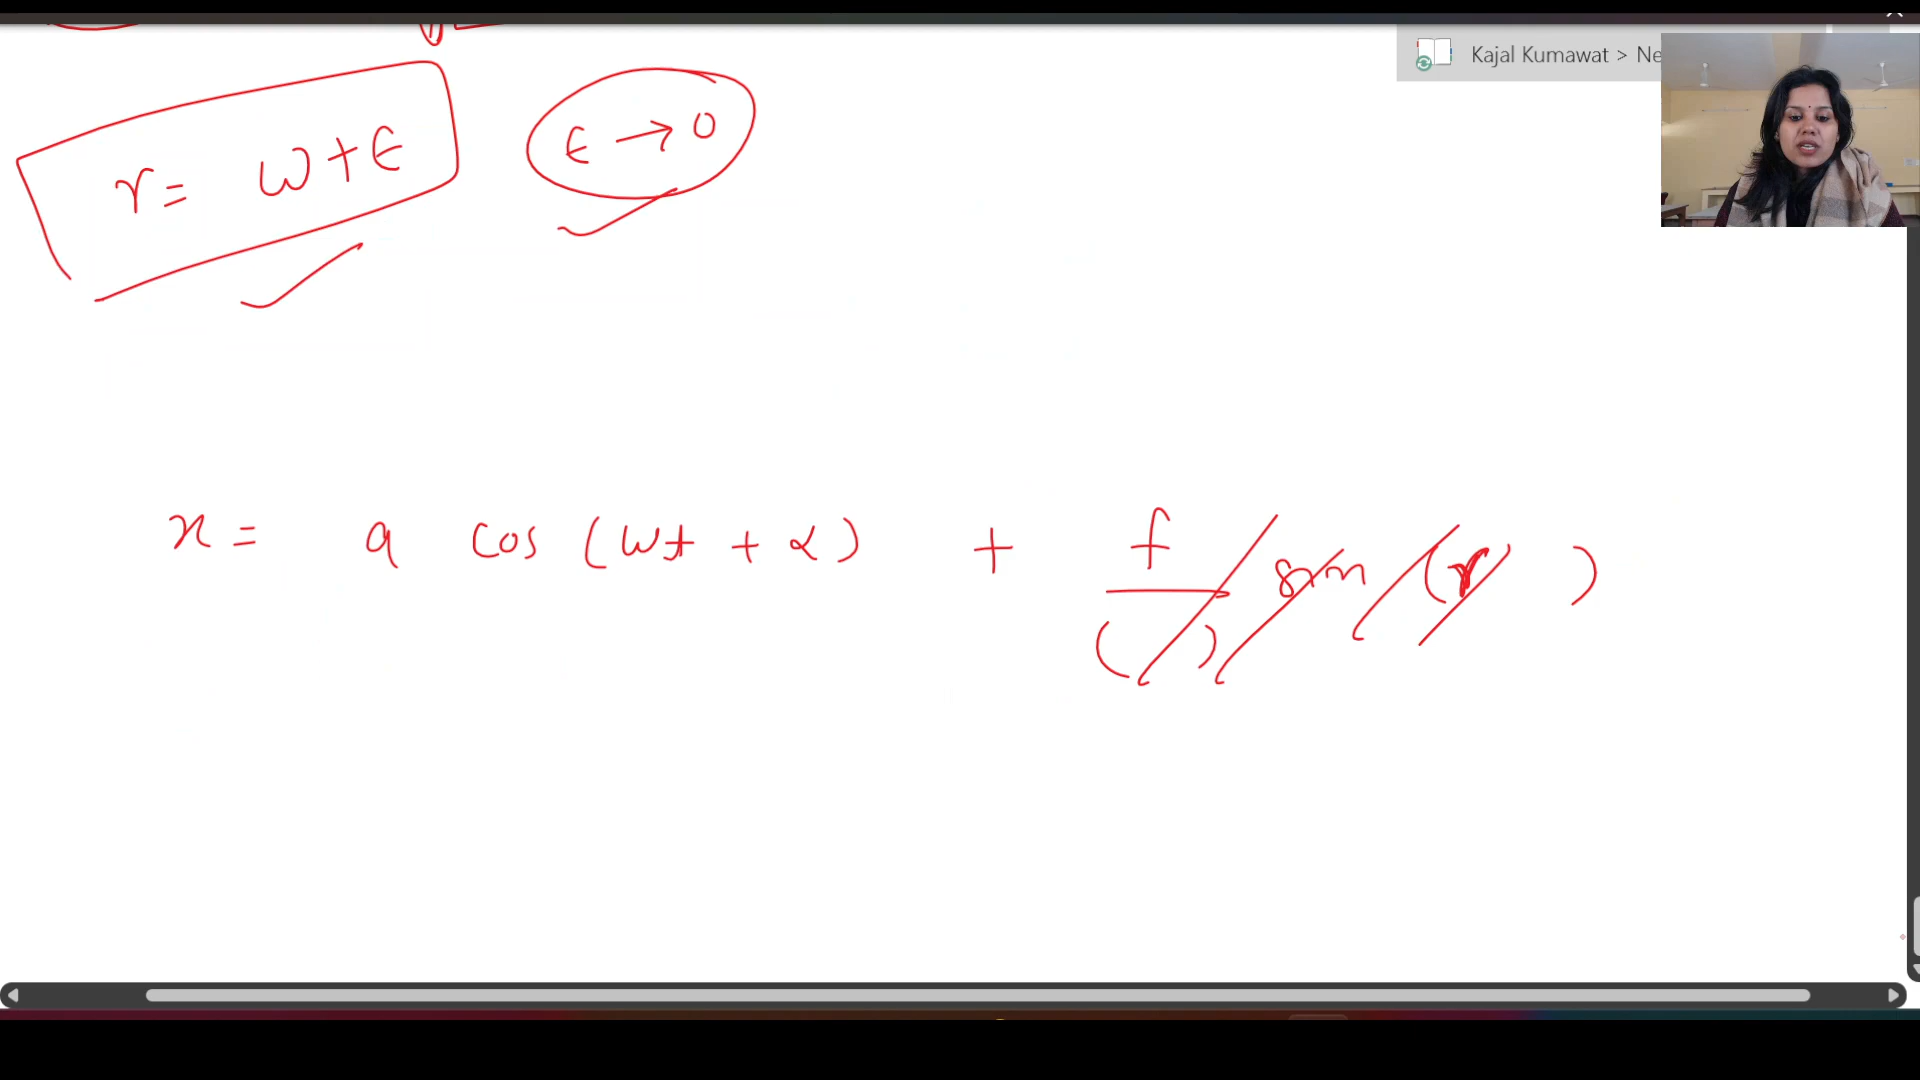 Kajal Kumawat > Ne
r = ω + ϵ
ϵ → 0
x = a cos (ωt + α) + f/( ) sin (r )